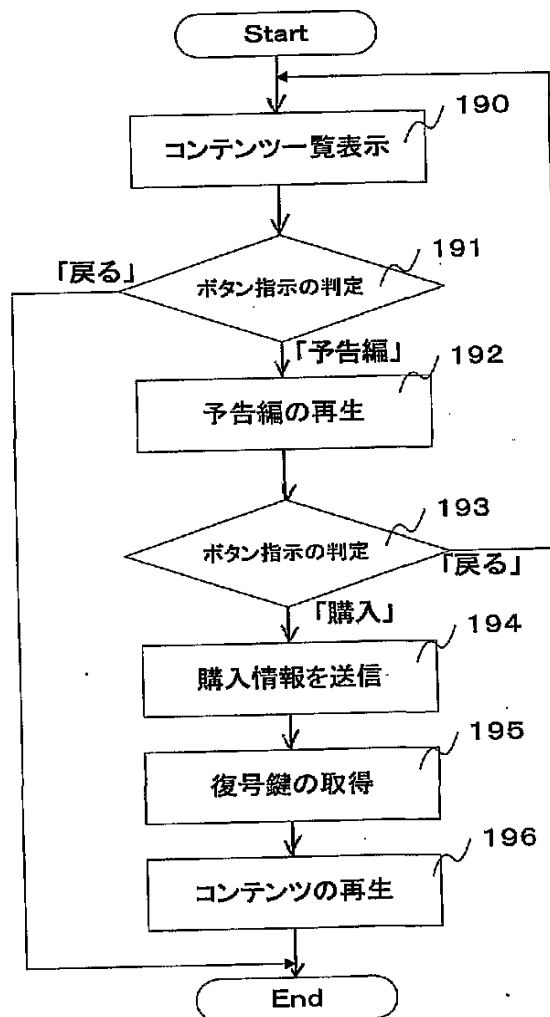 Start
190
コンテンツ一覧表示
191
「戻る」
ボタン指示の判定
「予告編」
192
予告編の再生
193
ボタン指示の判定
「戻る」
「購入」
194
購入情報を送信
195
復号鍵の取得
196
コンテンツの再生
End